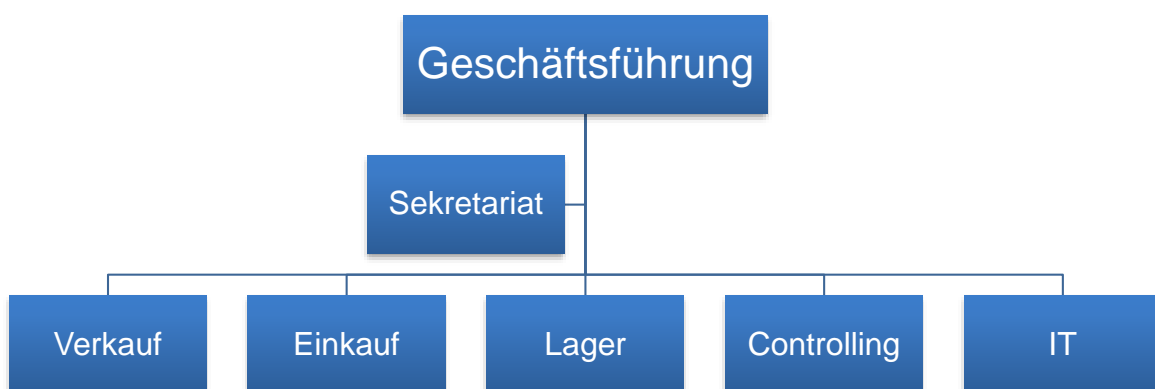 Geschäftsführung
Sekretariat
Verkauf
Einkauf
Lager
Controlling
IT